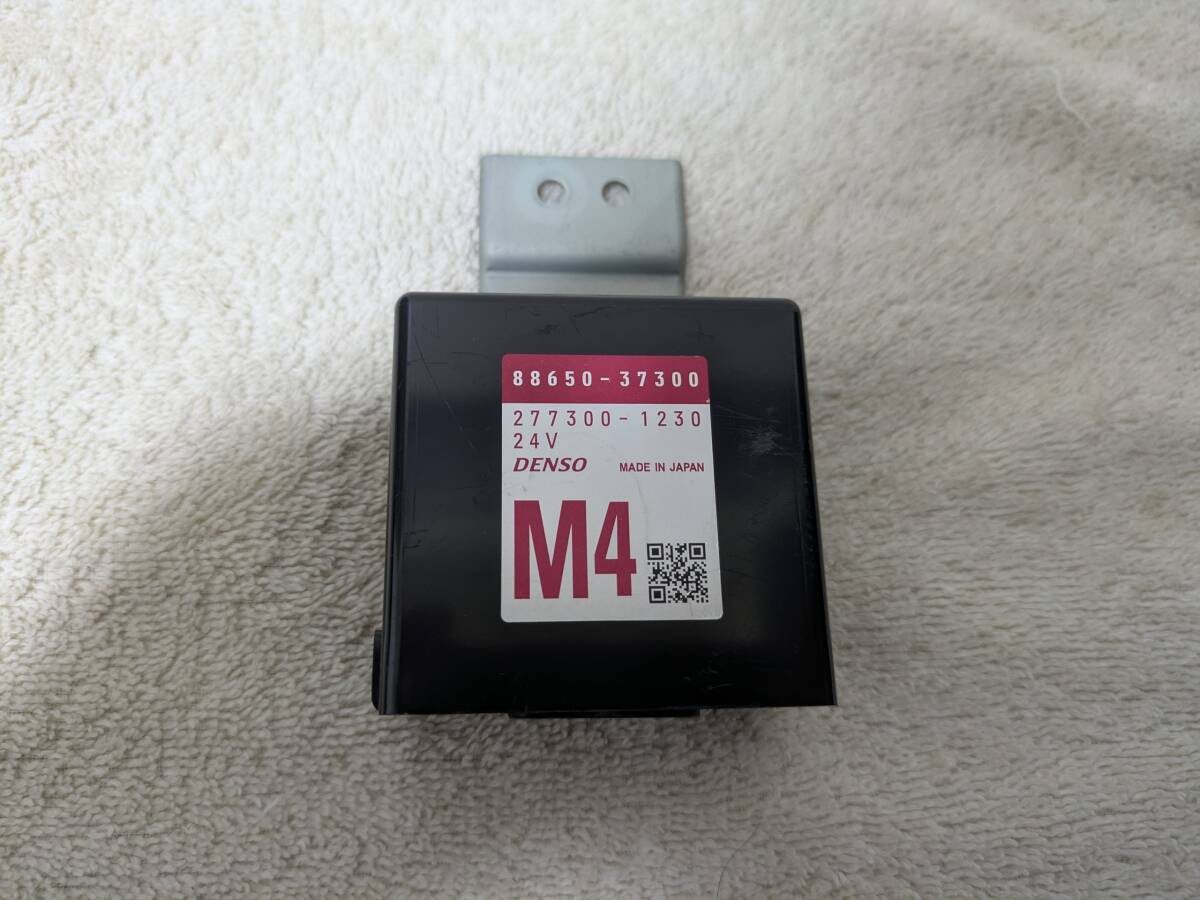 88650-37300
277300-1230
24V
DENSO MADE IN JAPAN
M4